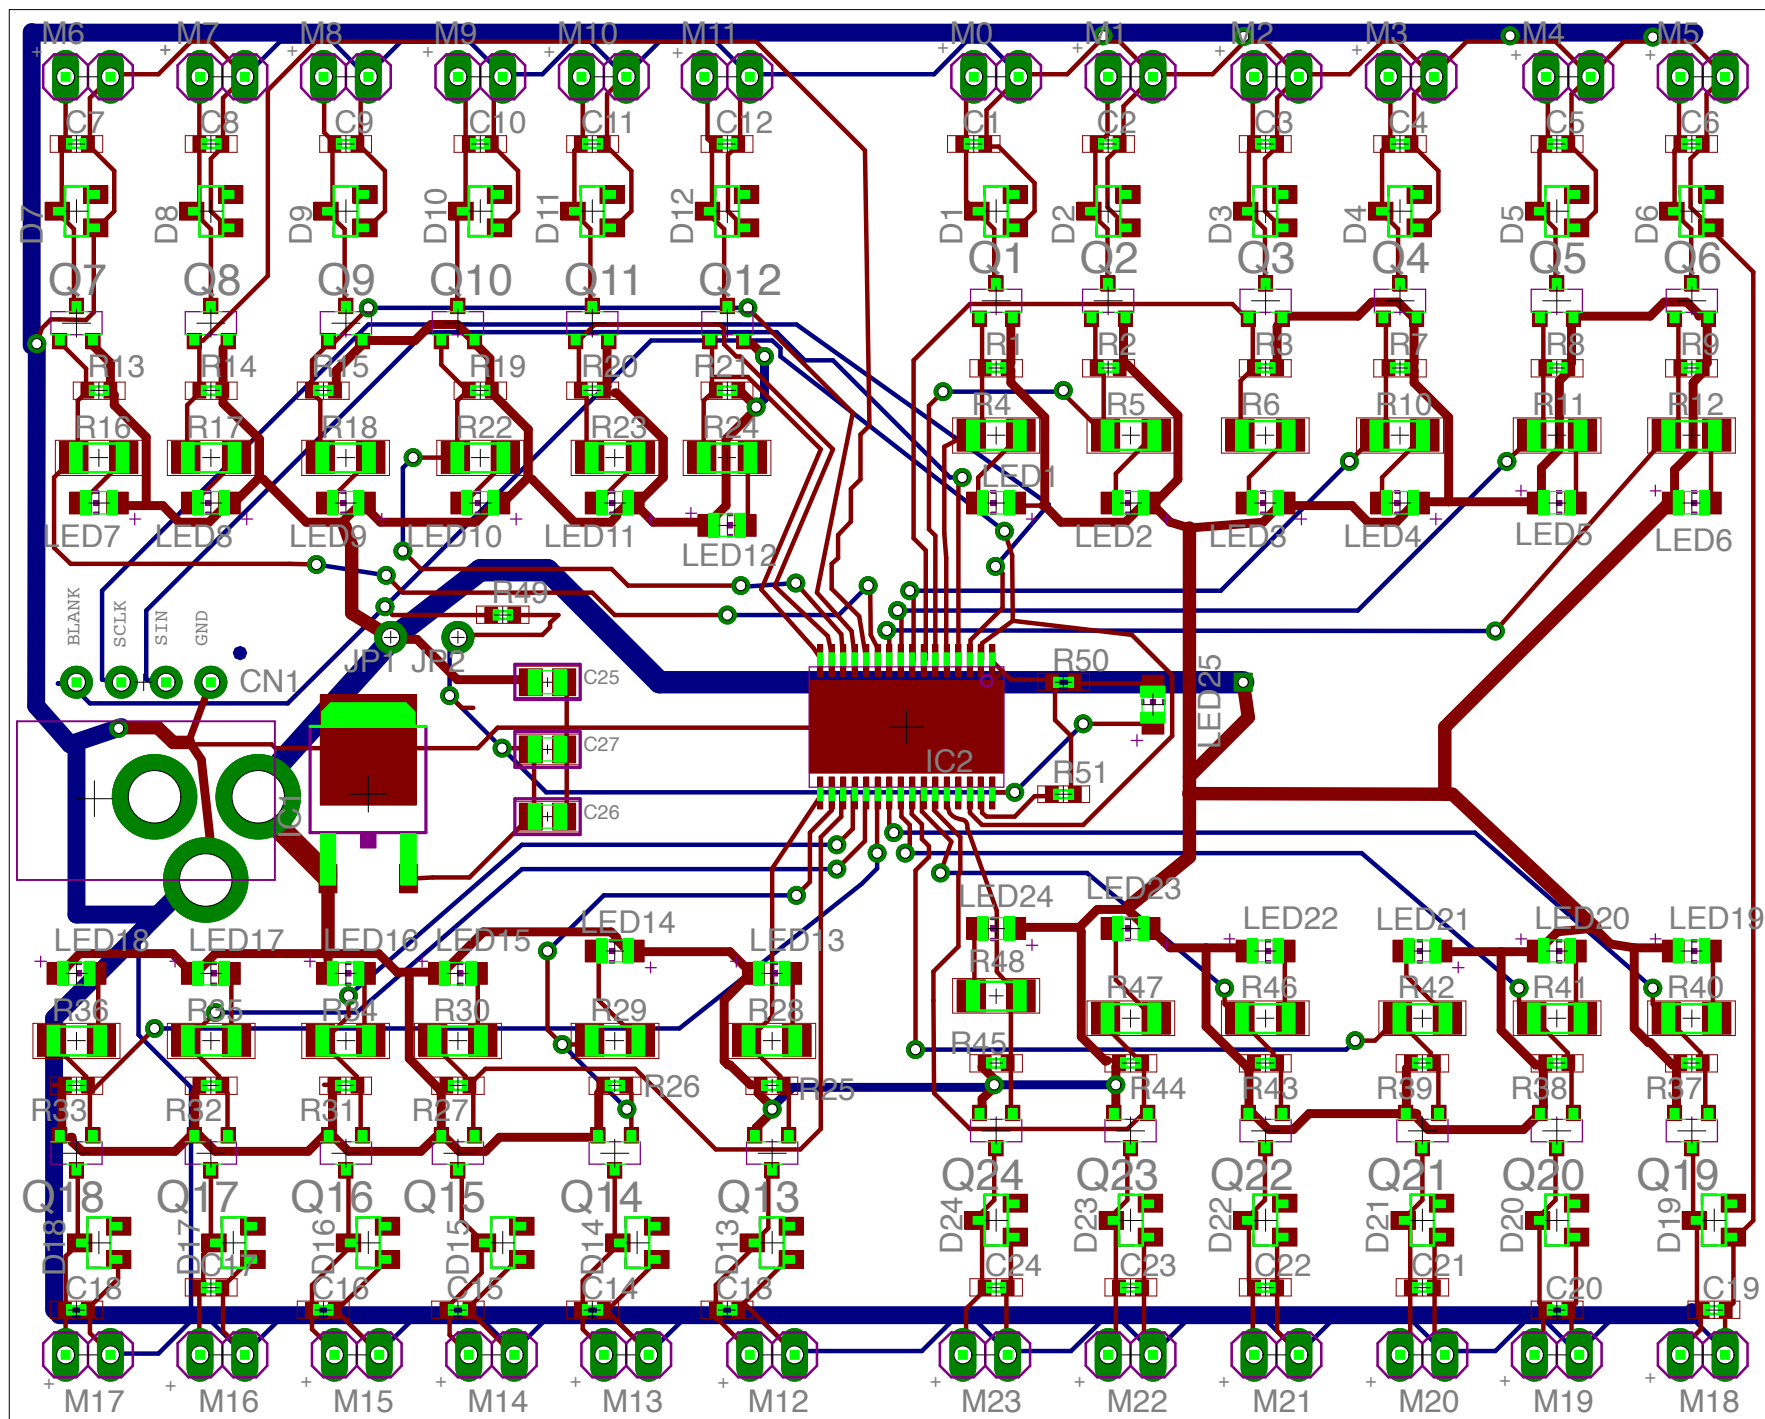 M6 M7 M8 M9 M10 M11 M0 M1 M2 M3 M4 M5
C7 C8 C9 C10 C11 C12 C1 C2 C3 C4 C5 C6
D7 D8 D9 D10 D11 D12 D1 D2 D3 D4 D5 D6
Q7 Q8 Q9 Q10 Q11 Q12 Q1 Q2 Q3 Q4 Q5 Q6
R13 R14 R15 R19 R20 R21 R1 R2 R3 R7 R8 R9
R16 R17 R18 R22 R23 R24 R4 R5 R6 R10 R11 R12
LED7 LED8 LED9 LED10 LED11 LED12 LED1 LED2 LED3 LED4 LED5 LED6
BLANK SCLK SIN GND R49
JP1 JP2
CN1 C25 R50 LED25
C27 IC2
IC1 C26 R51
LED18 LED17 LED16 LED15 LED14 LED13 LED24 LED23 LED22 LED21 LED20 LED19
R36 R35 R34 R30 R29 R28 R48 R47 R46 R42 R41 R40
R33 R32 R31 R27 R26 R25 R45 R44 R43 R39 R38 R37
Q18 Q17 Q16 Q15 Q14 Q13 Q24 Q23 Q22 Q21 Q20 Q19
D18 D17 D16 D15 D14 D13 D24 D23 D22 D21 D20 D19
C18 C17 C16 C15 C14 C13 C24 C23 C22 C21 C20 C19
M17 M16 M15 M14 M13 M12 M23 M22 M21 M20 M19 M18